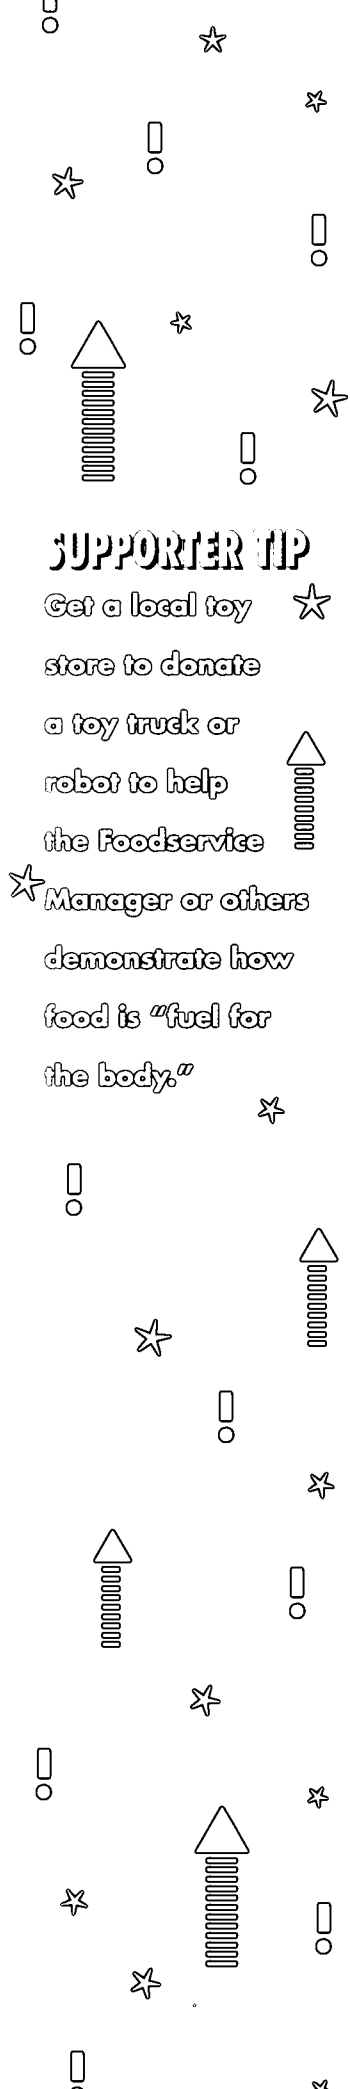 SUPPORTER TIP
Get a local toy
store to donate
a toy truck or
robot to help
the Foodservice
Manager or others
demonstrate how
food is “fuel for
the body.”